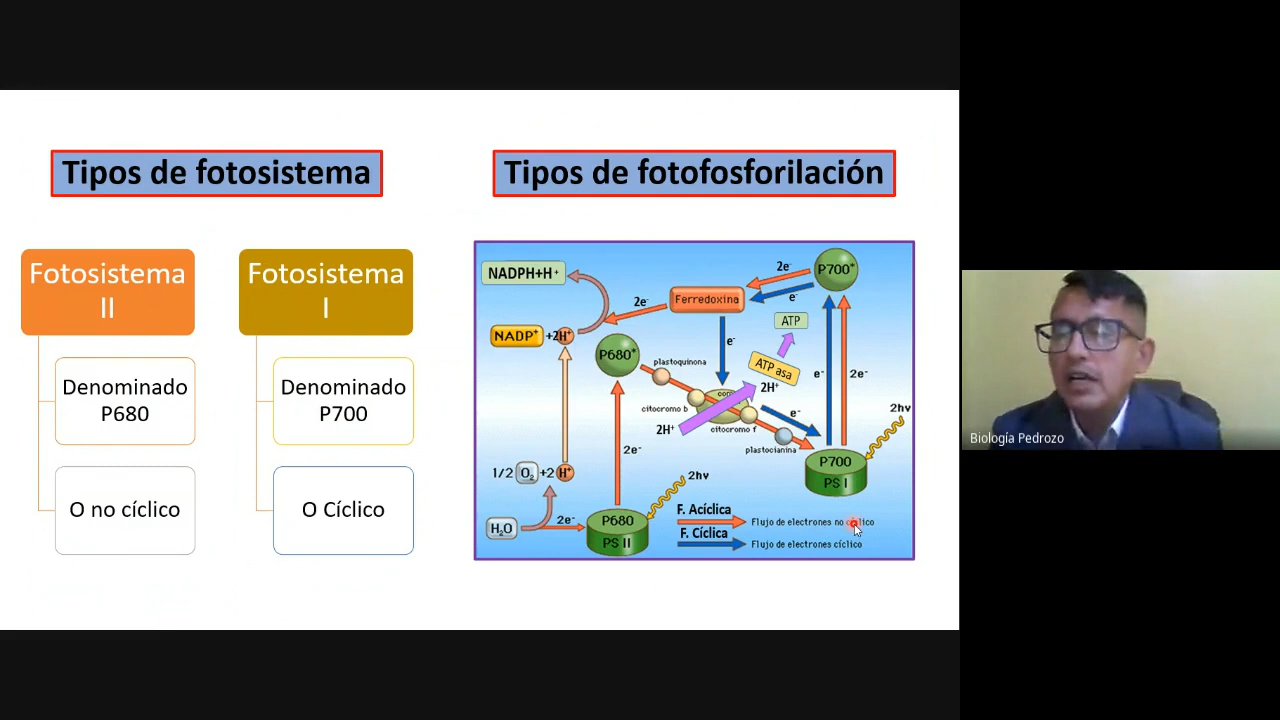 Tipos de fotosistema
Fotosistema
II
Denominado
P680
O no cíclico
Fotosistema
I
Denominado
P700
O Cíclico
Tipos de fotofosforilación
NADPH+H⁺
2e⁻
P700*
2e⁻
Ferredoxina
e⁻
NADP⁺
+2H⁺
ATP
P680*
e⁻
plastoquinona
ATP asa
e⁻
2e⁻
2H⁺
citocromo b
e⁻
2hv
2H⁺
citocromo f
plastocianina
2e⁻
P700
PS I
1/2 O₂ +2 H⁺
2hv
H₂O
2e⁻
P680
PS II
F. Acíclica
Flujo de electrones no
F. Cíclica
Flujo de electrones cíclico
Biología Pedrozo